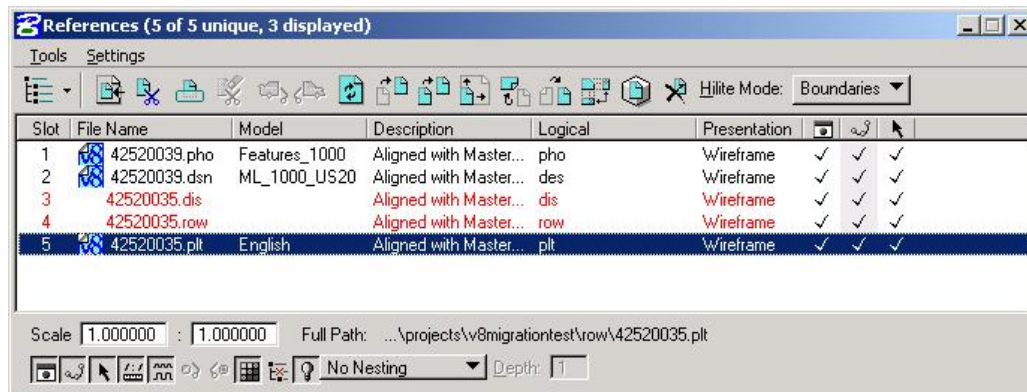 References (5 of 5 unique, 3 displayed)
Tools Settings
Hilite Mode: Boundaries
Slot File Name Model Description Logical Presentation
1 42520039.pho Features_1000 Aligned with Master... pho Wireframe
2 42520039.dsn ML_1000_US20 Aligned with Master... des Wireframe
3 42520035.dis Aligned with Master... dis Wireframe
4 42520035.row Aligned with Master... row Wireframe
5 42520035.plt English Aligned with Master... plt Wireframe
Scale 1.000000 : 1.000000 Full Path: ...\projects\v8migrationtest\row\42520035.plt
No Nesting Depth: 1